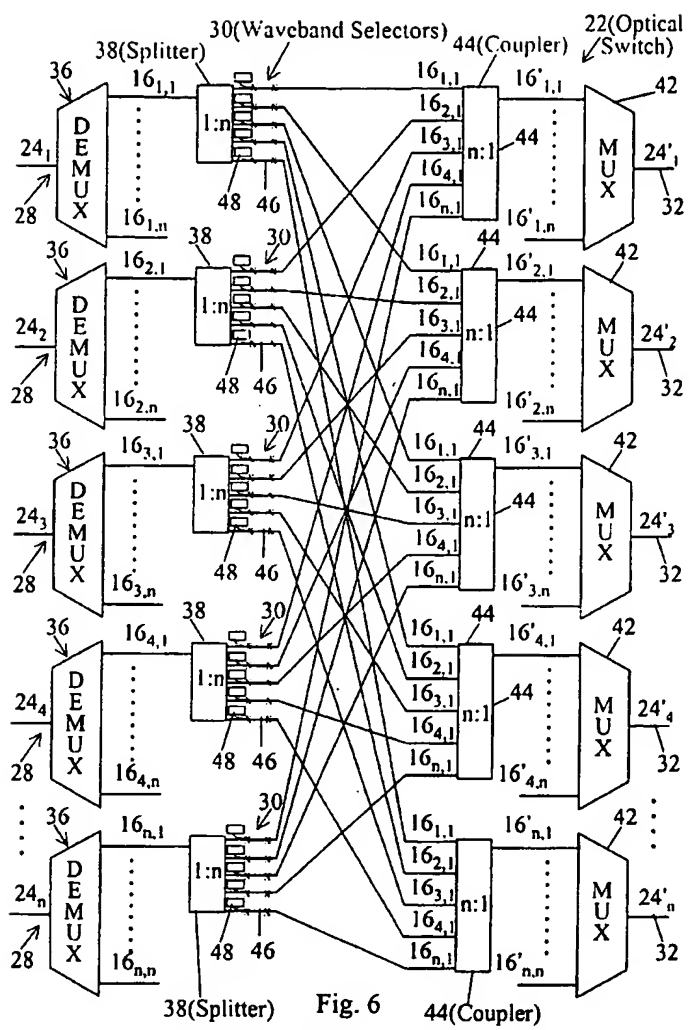 30(Waveband Selectors)
22(Optical Switch)
38(Splitter)
44(Coupler)
36
16₁,₁
16₁,₁
16'₁,₁
42
24₁
DEMUX
1:n
16₂,₁
16₃,₁
n:1
44
MUX
24'₁
28
16₄,₁
16ₙ,₁
32
48
46
16₁,ₙ
16'₁,ₙ
36
38
30
44
42
16₂,₁
16₁,₁
16'₂,₁
24₂
DEMUX
1:n
16₂,₁
16₃,₁
n:1
44
MUX
24'₂
28
16₄,₁
16ₙ,₁
32
48
46
16₂,ₙ
16'₂,ₙ
36
38
30
44
42
16₃,₁
16₁,₁
16'₃,₁
24₃
DEMUX
1:n
16₂,₁
16₃,₁
n:1
44
MUX
24'₃
28
16₄,₁
16ₙ,₁
32
48
46
16₃,ₙ
16'₃,ₙ
36
38
30
44
42
16₄,₁
16₁,₁
16'₄,₁
24₄
DEMUX
1:n
16₂,₁
16₃,₁
n:1
44
MUX
24'₄
28
16₄,₁
16ₙ,₁
32
48
46
16₄,ₙ
16'₄,ₙ
36
30
42
16ₙ,₁
16₁,₁
16'ₙ,₁
24ₙ
DEMUX
1:n
16₂,₁
16₃,₁
n:1
MUX
24'ₙ
28
16₄,₁
16ₙ,₁
32
48
46
16ₙ,ₙ
16'ₙ,ₙ
38(Splitter)
Fig. 6
44(Coupler)